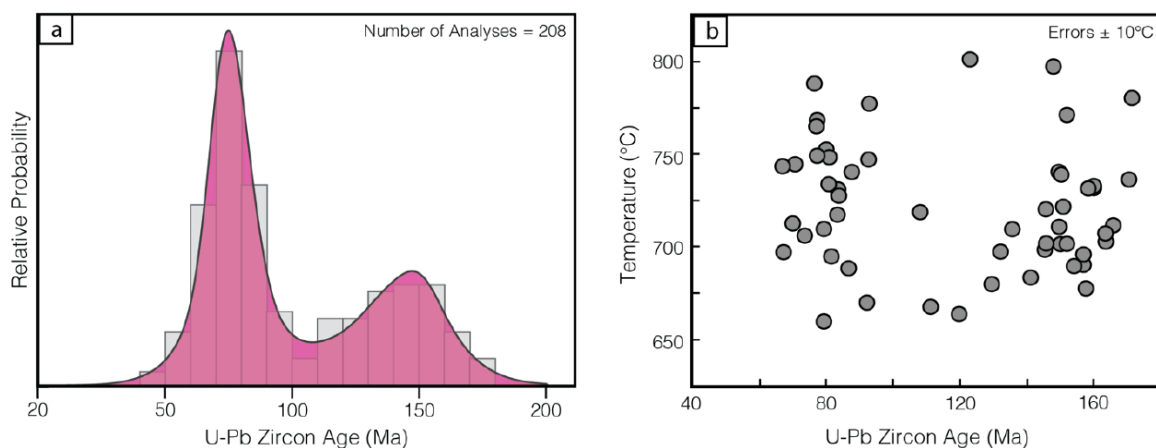 a
Number of Analyses = 208
Relative Probability
20
50
100
150
200
U-Pb Zircon Age (Ma)
b
Errors ± 10°C
Temperature (°C)
800
750
700
650
40
80
120
160
U-Pb Zircon Age (Ma)